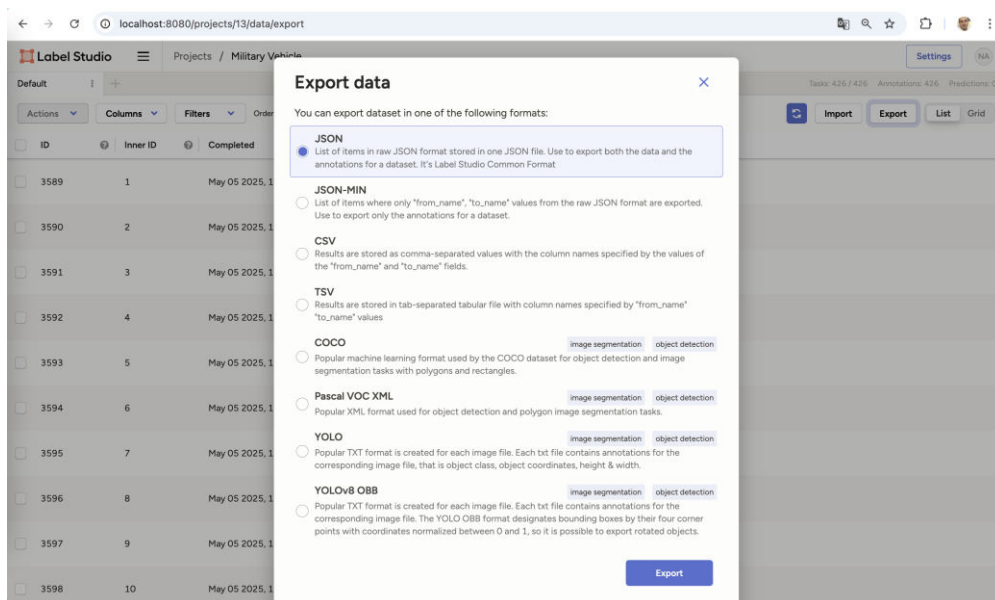 localhost:8080/projects/13/data/export
Label Studio
Projects / Military Vehicle
Settings
NA
Default
Tasks: 426 / 426 Annotations: 426 Predictions: 0
Actions Columns Filters Order
Import Export List Grid
ID Inner ID Completed
3589 1 May 05 2025, 1
3590 2 May 05 2025, 1
3591 3 May 05 2025, 1
3592 4 May 05 2025, 1
3593 5 May 05 2025, 1
3594 6 May 05 2025, 1
3595 7 May 05 2025, 1
3596 8 May 05 2025, 1
3597 9 May 05 2025, 1
3598 10 May 05 2025, 1
Export data
You can export dataset in one of the following formats:
JSON
List of items in raw JSON format stored in one JSON file. Use to export both the data and the
annotations for a dataset. It's Label Studio Common Format
JSON-MIN
List of items where only "from_name", "to_name" values from the raw JSON format are exported.
Use to export only the annotations for a dataset.
CSV
Results are stored as comma-separated values with the column names specified by the values of
the "from_name" and "to_name" fields.
TSV
Results are stored in tab-separated tabular file with column names specified by "from_name"
"to_name" values
COCO image segmentation object detection
Popular machine learning format used by the COCO dataset for object detection and image
segmentation tasks with polygons and rectangles.
Pascal VOC XML image segmentation object detection
Popular XML format used for object detection and polygon image segmentation tasks.
YOLO image segmentation object detection
Popular TXT format is created for each image file. Each txt file contains annotations for the
corresponding image file, that is object class, object coordinates, height & width.
YOLOv8 OBB image segmentation object detection
Popular TXT format is created for each image file. Each txt file contains annotations for the
corresponding image file. The YOLO OBB format designates bounding boxes by their four corner
points with coordinates normalized between 0 and 1, so it is possible to export rotated objects.
Export